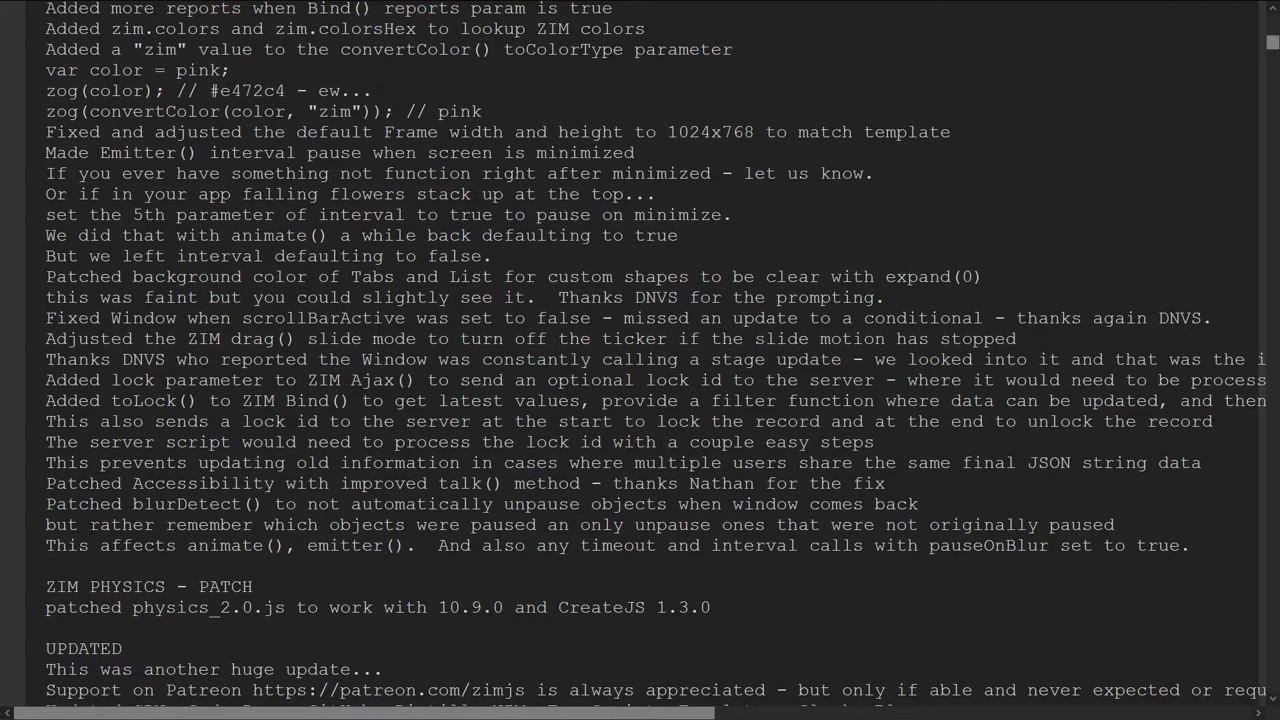 Added more reports when Bind() reports param is true
Added zim.colors and zim.colorsHex to lookup ZIM colors
Added a "zim" value to the convertColor() toColorType parameter
var color = pink;
zog(color); // #e472c4 - ew...
zog(convertColor(color, "zim")); // pink
Fixed and adjusted the default Frame width and height to 1024x768 to match template
Made Emitter() interval pause when screen is minimized
If you ever have something not function right after minimized - let us know.
Or if in your app falling flowers stack up at the top...
set the 5th parameter of interval to true to pause on minimize.
We did that with animate() a while back defaulting to true
But we left interval defaulting to false.
Patched background color of Tabs and List for custom shapes to be clear with expand(0)
this was faint but you could slightly see it.  Thanks DNVS for the prompting.
Fixed Window when scrollBarActive was set to false - missed an update to a conditional - thanks again DNVS.
Adjusted the ZIM drag() slide mode to turn off the ticker if the slide motion has stopped
Thanks DNVS who reported the Window was constantly calling a stage update - we looked into it and that was the i
Added lock parameter to ZIM Ajax() to send an optional lock id to the server - where it would need to be process
Added toLock() to ZIM Bind() to get latest values, provide a filter function where data can be updated, and then
This also sends a lock id to the server at the start to lock the record and at the end to unlock the record
The server script would need to process the lock id with a couple easy steps
This prevents updating old information in cases where multiple users share the same final JSON string data
Patched Accessibility with improved talk() method - thanks Nathan for the fix
Patched blurDetect() to not automatically unpause objects when window comes back
but rather remember which objects were paused an only unpause ones that were not originally paused
This affects animate(), emitter().  And also any timeout and interval calls with pauseOnBlur set to true.
ZIM PHYSICS - PATCH
patched physics_2.0.js to work with 10.9.0 and CreateJS 1.3.0
UPDATED
This was another huge update...
Support on Patreon https://patreon.com/zimjs is always appreciated - but only if able and never expected or requ